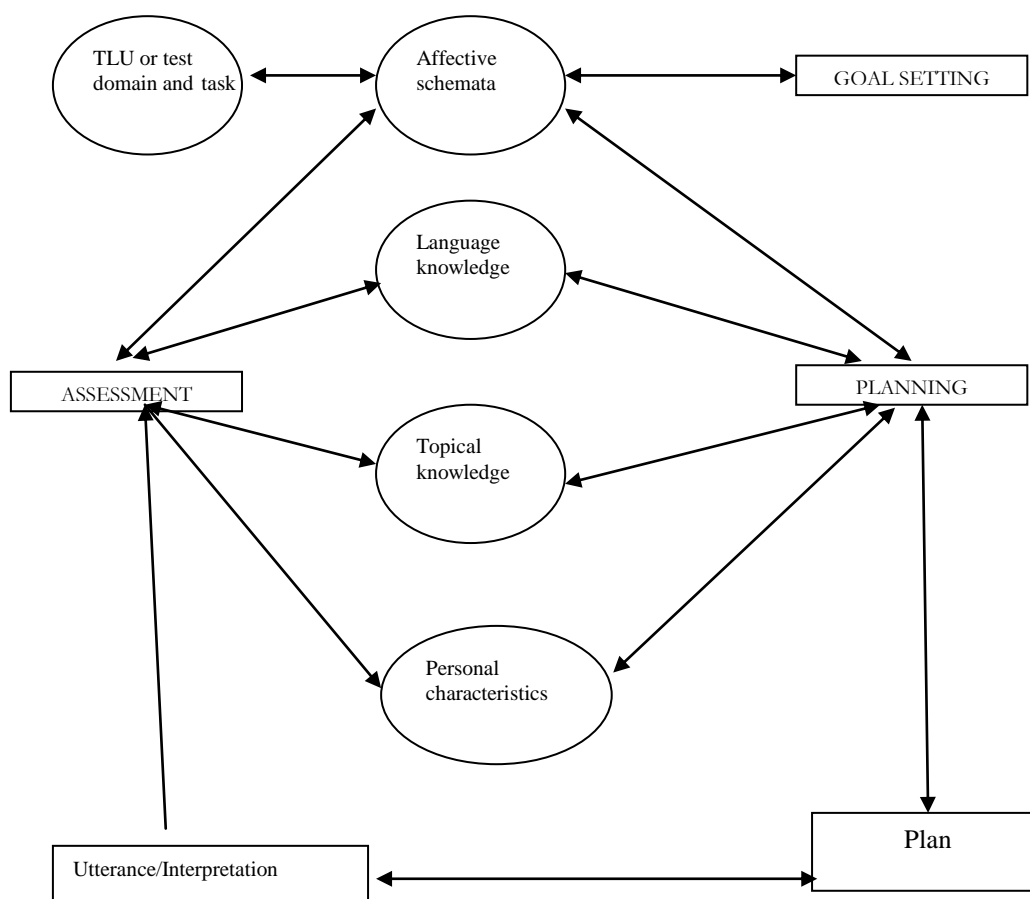 TLU or test
domain and task
Affective
schemata
GOAL SETTING
Language
knowledge
ASSESSMENT
PLANNING
Topical
knowledge
Personal
characteristics
Plan
Utterance/Interpretation